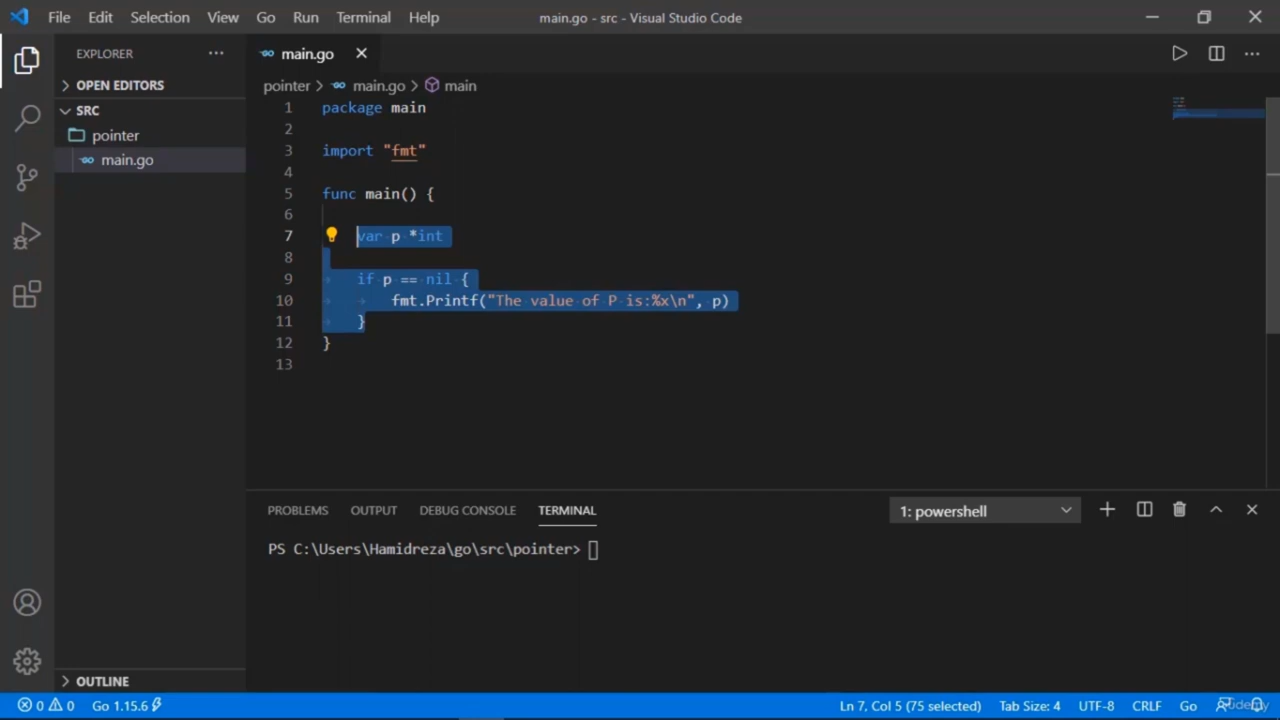 File Edit Selection View Go Run Terminal Help main.go - src - Visual Studio Code
EXPLORER
main.go
OPEN EDITORS
pointer > main.go > main
SRC
pointer
main.go
1 package main
2
3 import "fmt"
4
5 func main() {
6
7 var p *int
8
9 if p == nil {
10 fmt.Printf("The value of P is:%x\n", p)
11 }
12 }
13
PROBLEMS OUTPUT DEBUG CONSOLE TERMINAL 1: powershell
PS C:\Users\Hamidreza\go\src\pointer>
OUTLINE
0 0 Go 1.15.6 Ln 7, Col 5 (75 selected) Tab Size: 4 UTF-8 CRLF Go
Udemy